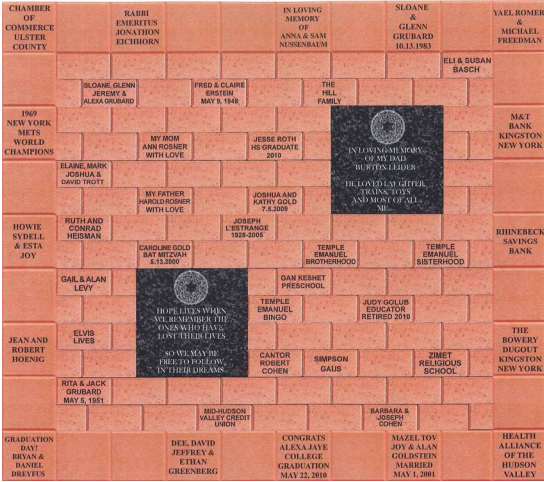 CHAMBER
OF
COMMERCE
ULSTER
COUNTY
RABBI
EMERITUS
JONATHON
EICHHORN
IN LOVING
MEMORY
OF
ANNA & SAM
NUSSENBAUM
SLOANE
&
GLENN
GRUBARD
10.13.1983
YAEL ROMER
&
MICHAEL
FREEDMAN
ELI & SUSAN
BASCH
SLOANE, GLENN
JEREMY &
ALEXA GRUBARD
FRED & CLAIRE
ERSTEIN
MAY 9, 1948
THE
HILL
FAMILY
1969
NEW YORK
METS
WORLD
CHAMPIONS
MY MOM
ANN ROSNER
WITH LOVE
JESSE ROTH
HS GRADUATE
2010
IN LOVING MEMORY
OF MY DAD
BURTON LEIDER
HE LOVED LAUGHTER,
TRAINS, TOYS
AND MOST OF ALL
ME...
M&T
BANK
KINGSTON
NEW YORK
ELAINE, MARK
JOSHUA &
DAVID TROTT
MY FATHER
HAROLD ROSNER
WITH LOVE
JOSHUA AND
KATHY GOLD
7.5.2009
HOWIE
SYDELL
& ESTA
JOY
RUTH AND
CONRAD
HEISMAN
JOSEPH
L'ESTRANGE
1928-2005
RHINEBECK
SAVINGS
BANK
CAROLINE GOLD
BAT MITZVAH
5.13.2000
TEMPLE
EMANUEL
BROTHERHOOD
TEMPLE
EMANUEL
SISTERHOOD
GAIL & ALAN
LEVY
HOPE LIVES WHEN
WE REMEMBER THE
ONES WHO HAVE
LOST THEIR LIVES
SO WE MAY BE
FREE TO FOLLOW
IN THEIR DREAMS
GAN KESHET
PRESCHOOL
TEMPLE
EMANUEL
BINGO
JUDY GOLUB
EDUCATOR
RETIRED 2010
JEAN AND
ROBERT
HOENIG
ELVIS
LIVES
CANTOR
ROBERT
COHEN
SIMPSON
GAUS
ZIMET
RELIGIOUS
SCHOOL
THE
BOWERY
DUGOUT
KINGSTON
NEW YORK
RITA & JACK
GRUBARD
MAY 5, 1951
MID-HUDSON
VALLEY CREDIT
UNION
BARBARA &
JOSEPH
COHEN
GRADUATION
DAY!
BRYAN &
DANIEL
DREYFUS
DEE, DAVID
JEFFREY &
ETHAN
GREENBERG
CONGRATS
ALEXA JAYE
COLLEGE
GRADUATION
MAY 22, 2010
MAZEL TOV
JOY & ALAN
GOLDSTEIN
MARRIED
MAY 1, 2001
HEALTH
ALLIANCE
OF THE
HUDSON
VALLEY